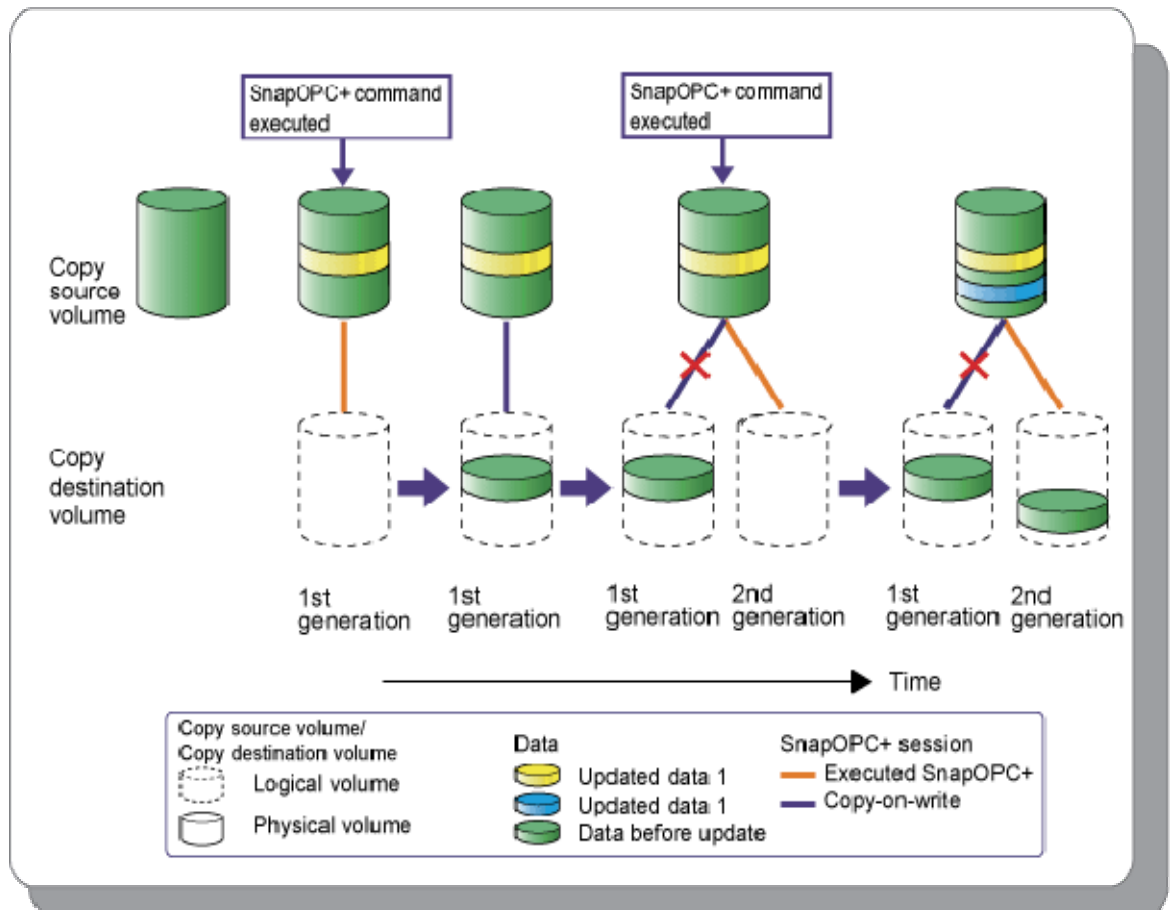 SnapOPC+ command
executed
SnapOPC+ command
executed
Copy
source
volume
Copy
destination
volume
1st
generation
1st
generation
1st
generation
2nd
generation
1st
generation
2nd
generation
Time
Copy source volume/
Copy destination volume
Logical volume
Physical volume
Data
Updated data 1
Updated data 1
Data before update
SnapOPC+ session
Executed SnapOPC+
Copy-on-write